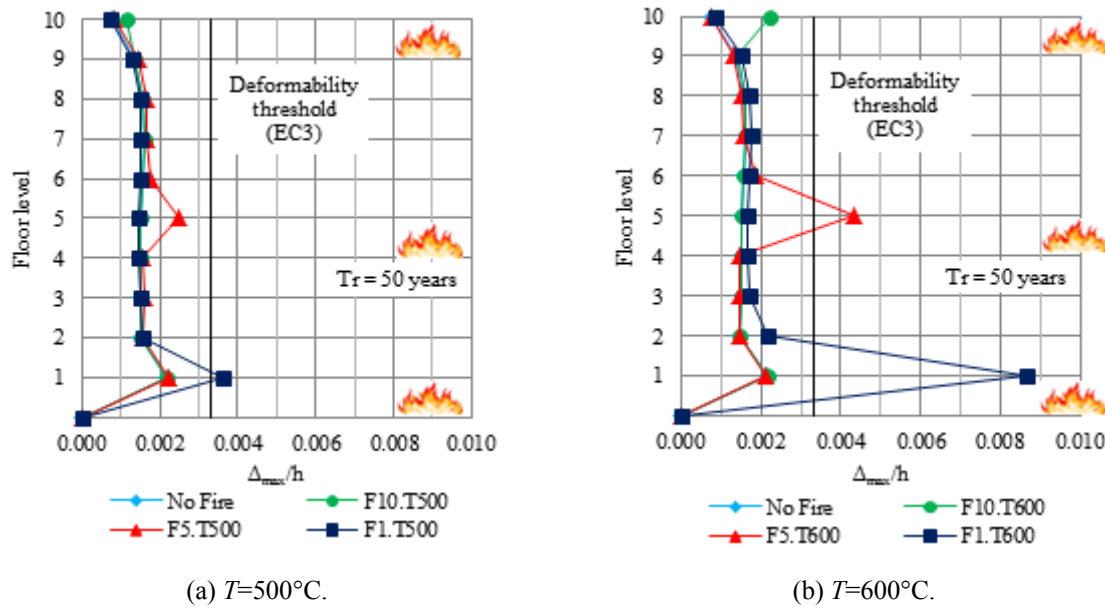 10
9
8
7
6
5
4
3
2
1
Floor level
Deformability
threshold
(EC3)
Tr = 50 years
0.000 0.002 0.004 0.006 0.008 0.010
Δmax/h
No Fire F10.T500
F5.T500 F1.T500
(a) T=500°C.
10
9
8
7
6
5
4
3
2
1
Floor level
Deformability
threshold
(EC3)
Tr = 50 years
0.000 0.002 0.004 0.006 0.008 0.010
Δmax/h
No Fire F10.T600
F5.T600 F1.T600
(b) T=600°C.